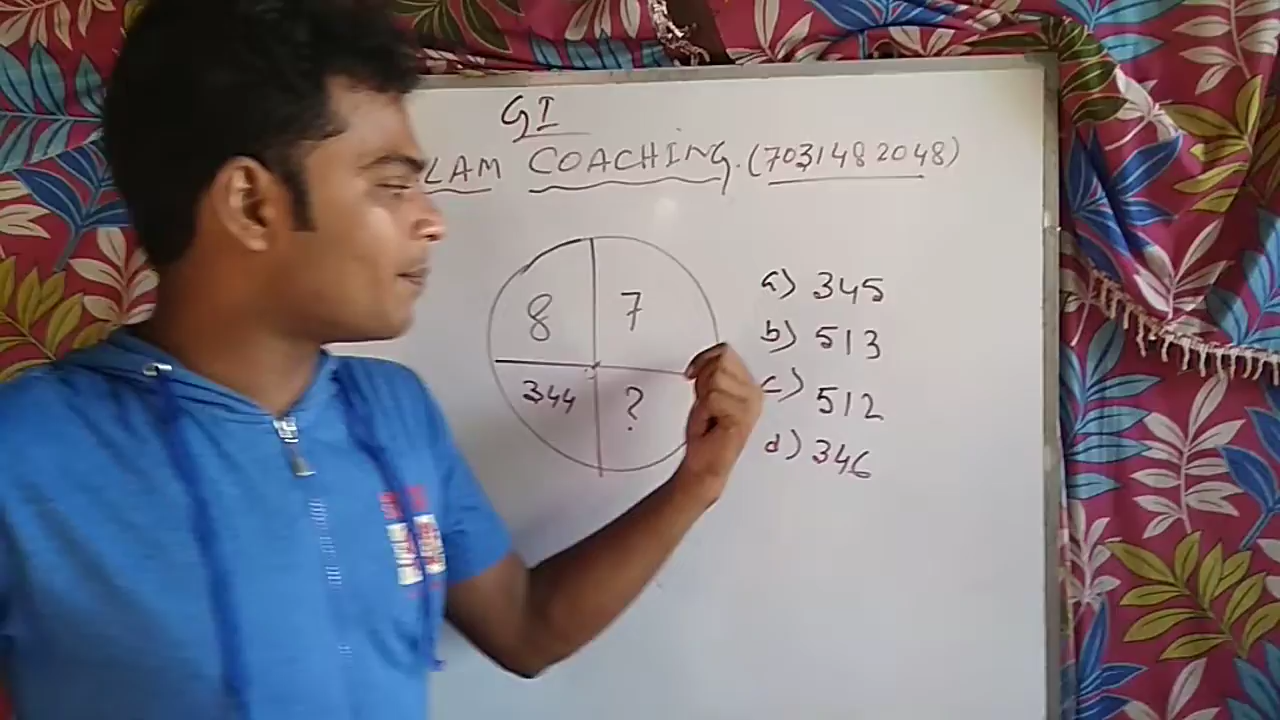 GI
LAM COACHING. (7031482048)
8 7
344 ?
a) 345
b) 513
c) 512
d) 346